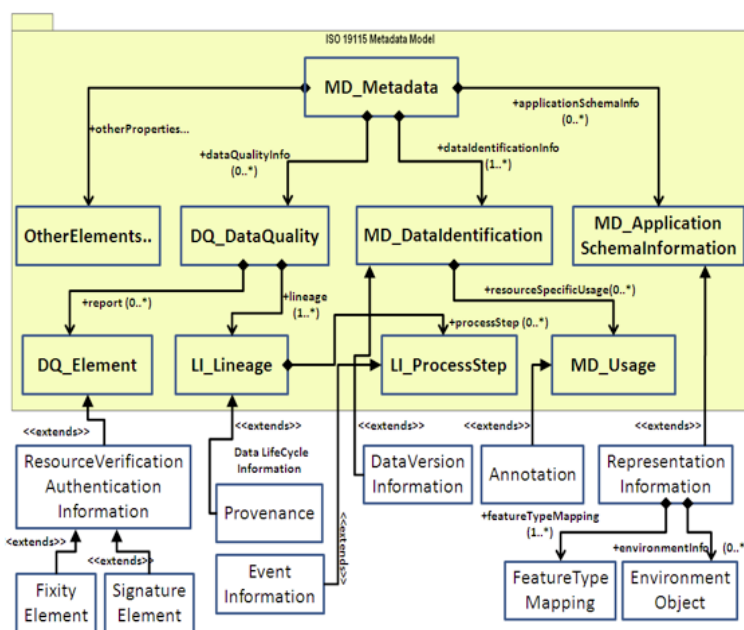 ISO 19115 Metadata Model
MD_Metadata
+applicationSchemaInfo
(0..*)
+otherProperties...
+dataQualityInfo
(0..*)
+dataIdentificationInfo
(1..*)
OtherElements..
DQ_DataQuality
MD_DataIdentification
MD_Application
SchemaInformation
+report (0..*)
+lineage
(1..*)
+resourceSpecificUsage(0..*)
+processStep (0..*)
DQ_Element
LI_Lineage
LI_ProcessStep
MD_Usage
<<extends>>
<<extends>>
<<extends>>
<<extends>>
<<extends>>
ResourceVerification
Authentication
Information
Data LifeCycle
Information
Provenance
DataVersion
Information
Annotation
Representation
Information
<<extends>>
+featureTypeMapping
(1..*)
+environmentInfo
(0..*)
<extends>>
<<extends>>
Fixity
Element
Signature
Element
Event
Information
FeatureType
Mapping
Environment
Object